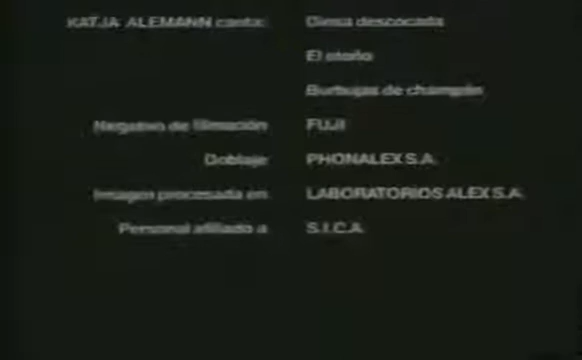 KATJA ALEMANN canta: Gimsa descocada
El otoño
Burbujas de champán
Negativo de filmación FUJI
Doblaje PHONALEX S.A.
Imagen procesada en LABORATORIOS ALEX S.A.
Personal afiliado a S.I.C.A.